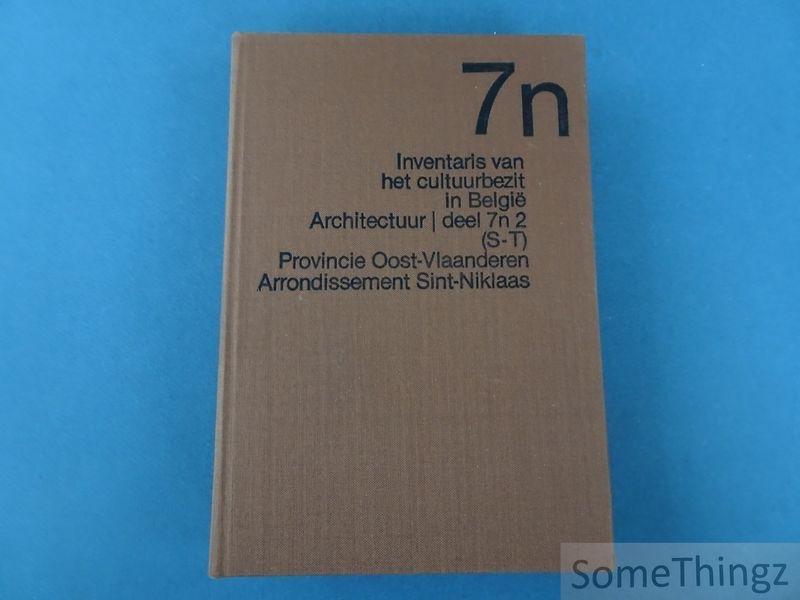 7n
Inventaris van
het cultuurbezit
in België
Architectuur | deel 7n 2
(S-T)
Provincie Oost-Vlaanderen
Arrondissement Sint-Niklaas
SomeThingz